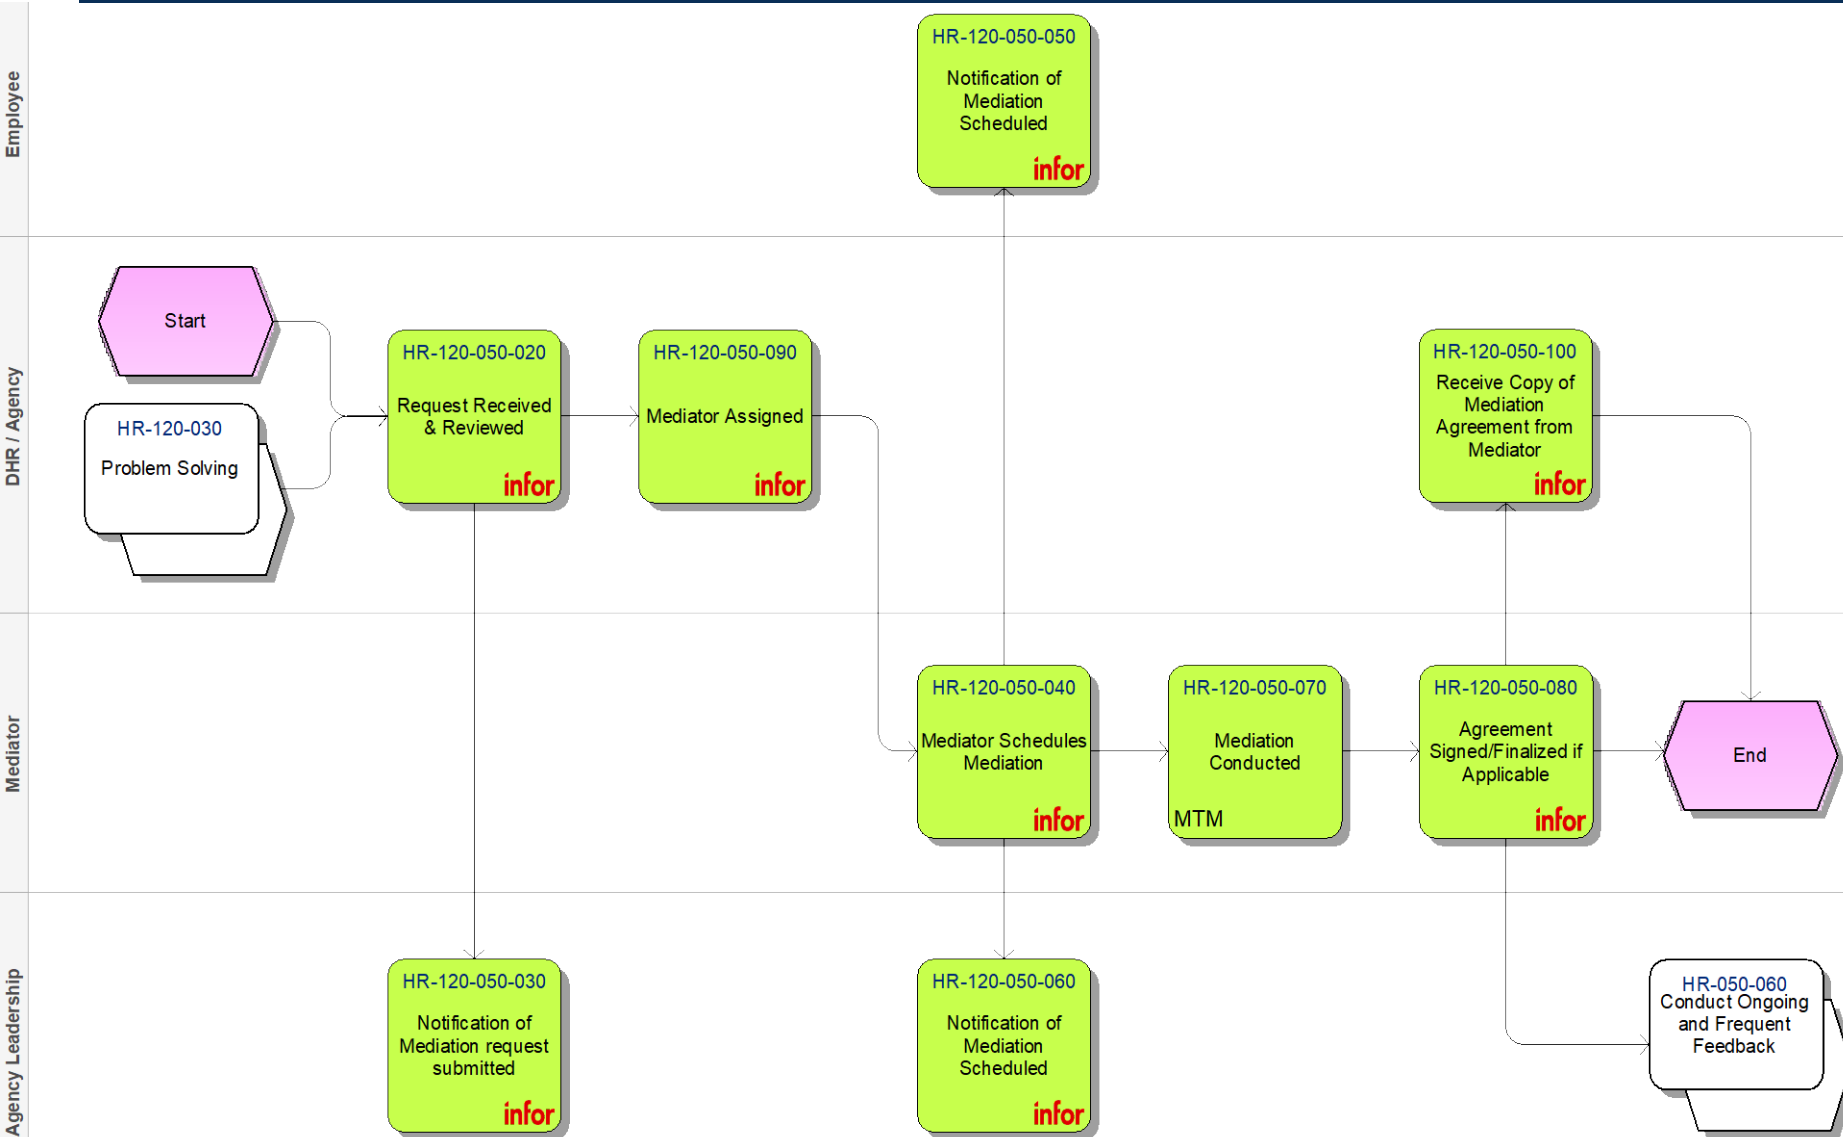 Employee
HR-120-050-050
Notification of
Mediation
Scheduled
infor
DHR / Agency
Start
HR-120-030
Problem Solving
HR-120-050-020
Request Received
& Reviewed
infor
HR-120-050-090
Mediator Assigned
infor
HR-120-050-100
Receive Copy of
Mediation
Agreement from
Mediator
infor
Mediator
HR-120-050-040
Mediator Schedules
Mediation
infor
HR-120-050-070
Mediation
Conducted
MTM
HR-120-050-080
Agreement
Signed/Finalized if
Applicable
infor
End
Agency Leadership
HR-120-050-030
Notification of
Mediation request
submitted
infor
HR-120-050-060
Notification of
Mediation
Scheduled
infor
HR-050-060
Conduct Ongoing
and Frequent
Feedback